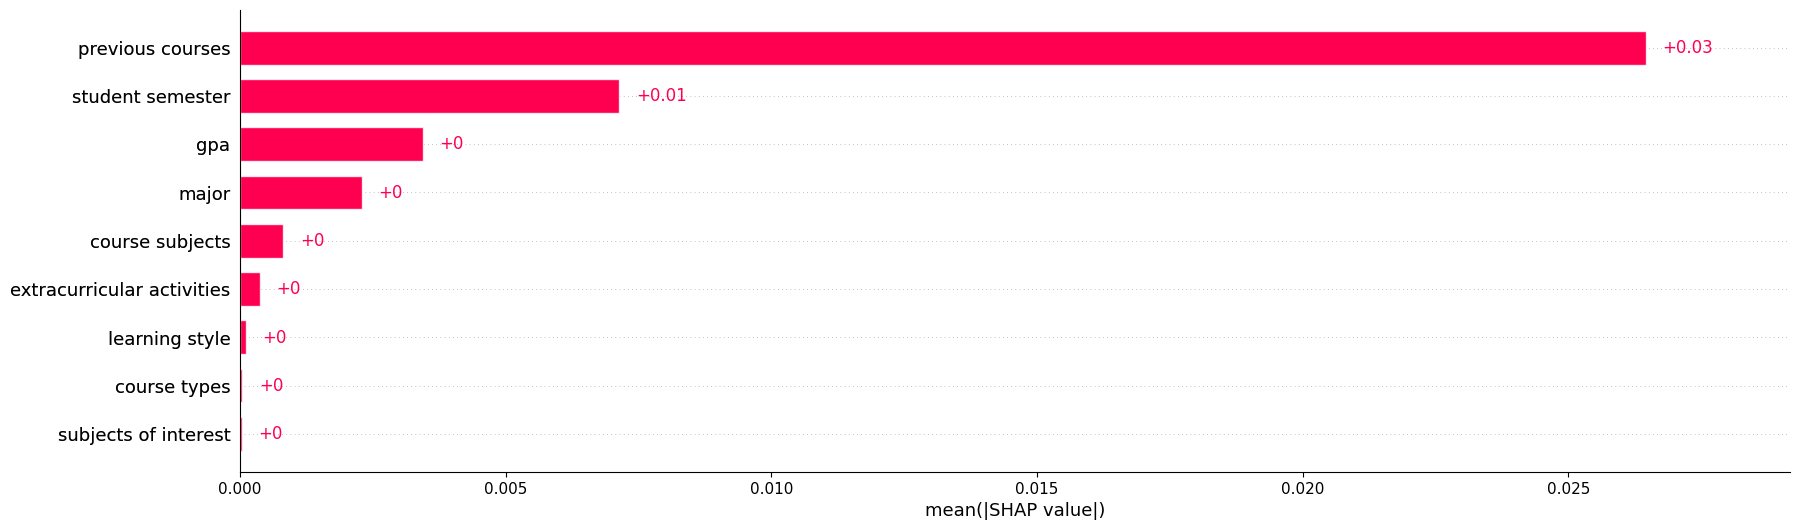 previous courses +0.03
student semester +0.01
gpa +0
major +0
course subjects +0
extracurricular activities +0
learning style +0
course types +0
subjects of interest +0
0.000 0.005 0.010 0.015 0.020 0.025
mean(|SHAP value|)